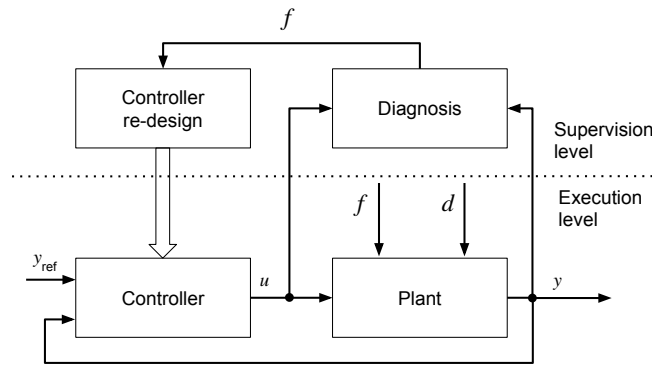 f
Controller
re-design
Diagnosis
Supervision
level
Execution
level
f
d
y_ref
Controller
u
Plant
y